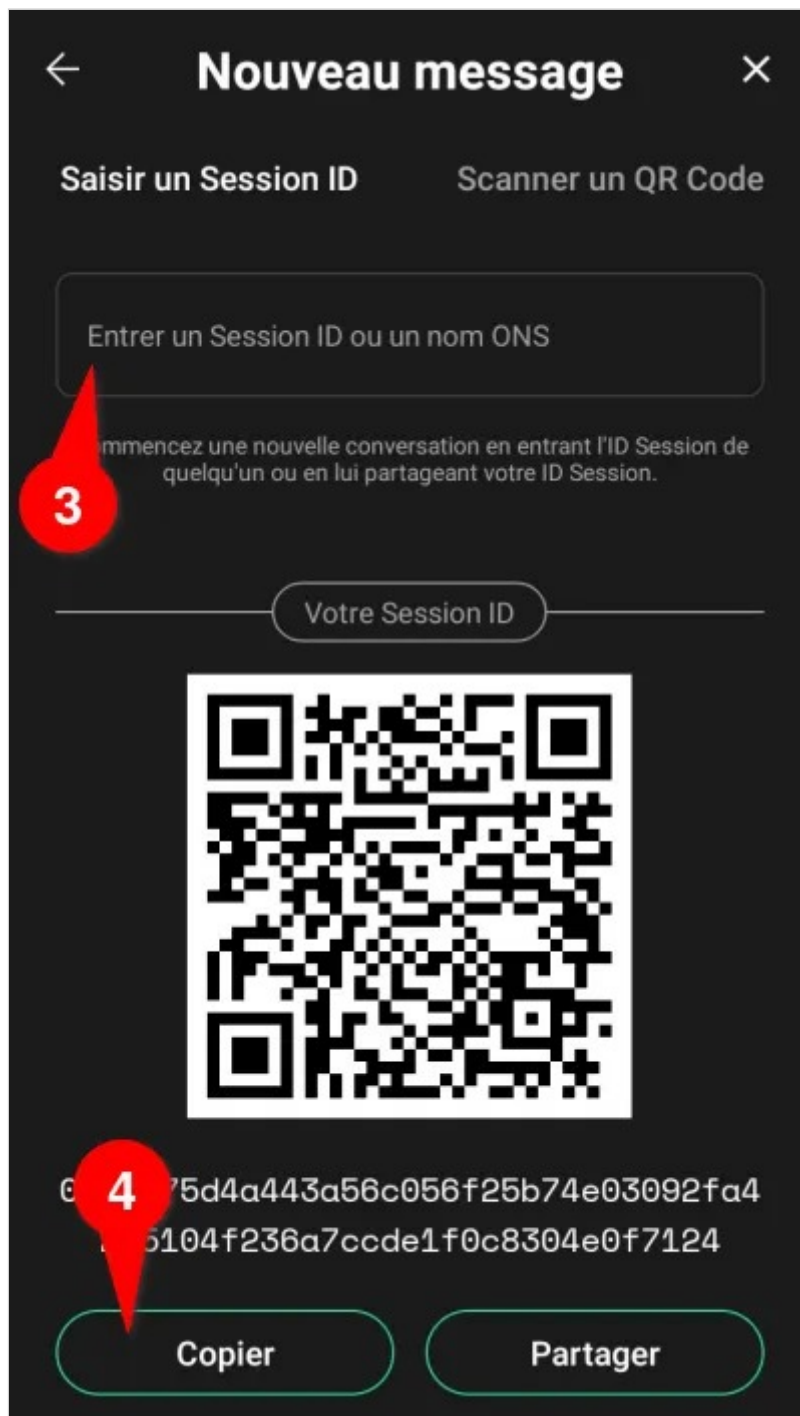 Nouveau message
Saisir un Session ID
Scanner un QR Code
Entrer un Session ID ou un nom ONS
ommencez une nouvelle conversation en entrant l'ID Session de
quelqu'un ou en lui partageant votre ID Session.
3
Votre Session ID
4
75d4a443a56c056f25b74e03092fa4
5104f236a7ccde1f0c8304e0f7124
Copier
Partager